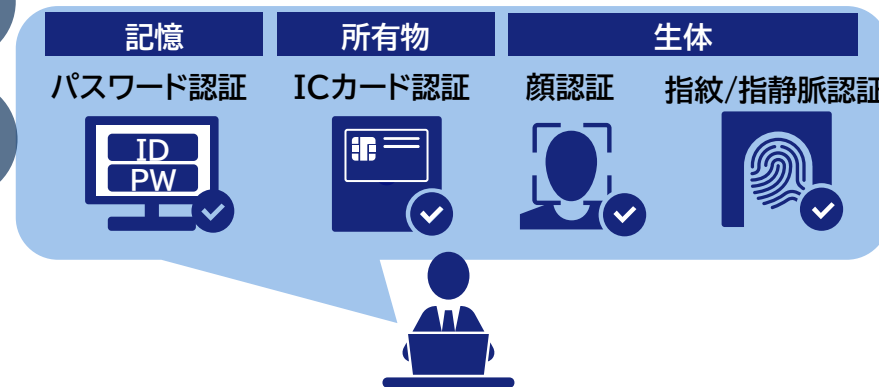 記憶
所有物
生体
パスワード認証
ICカード認証
顔認証
指紋/指静脈認証
ID
PW